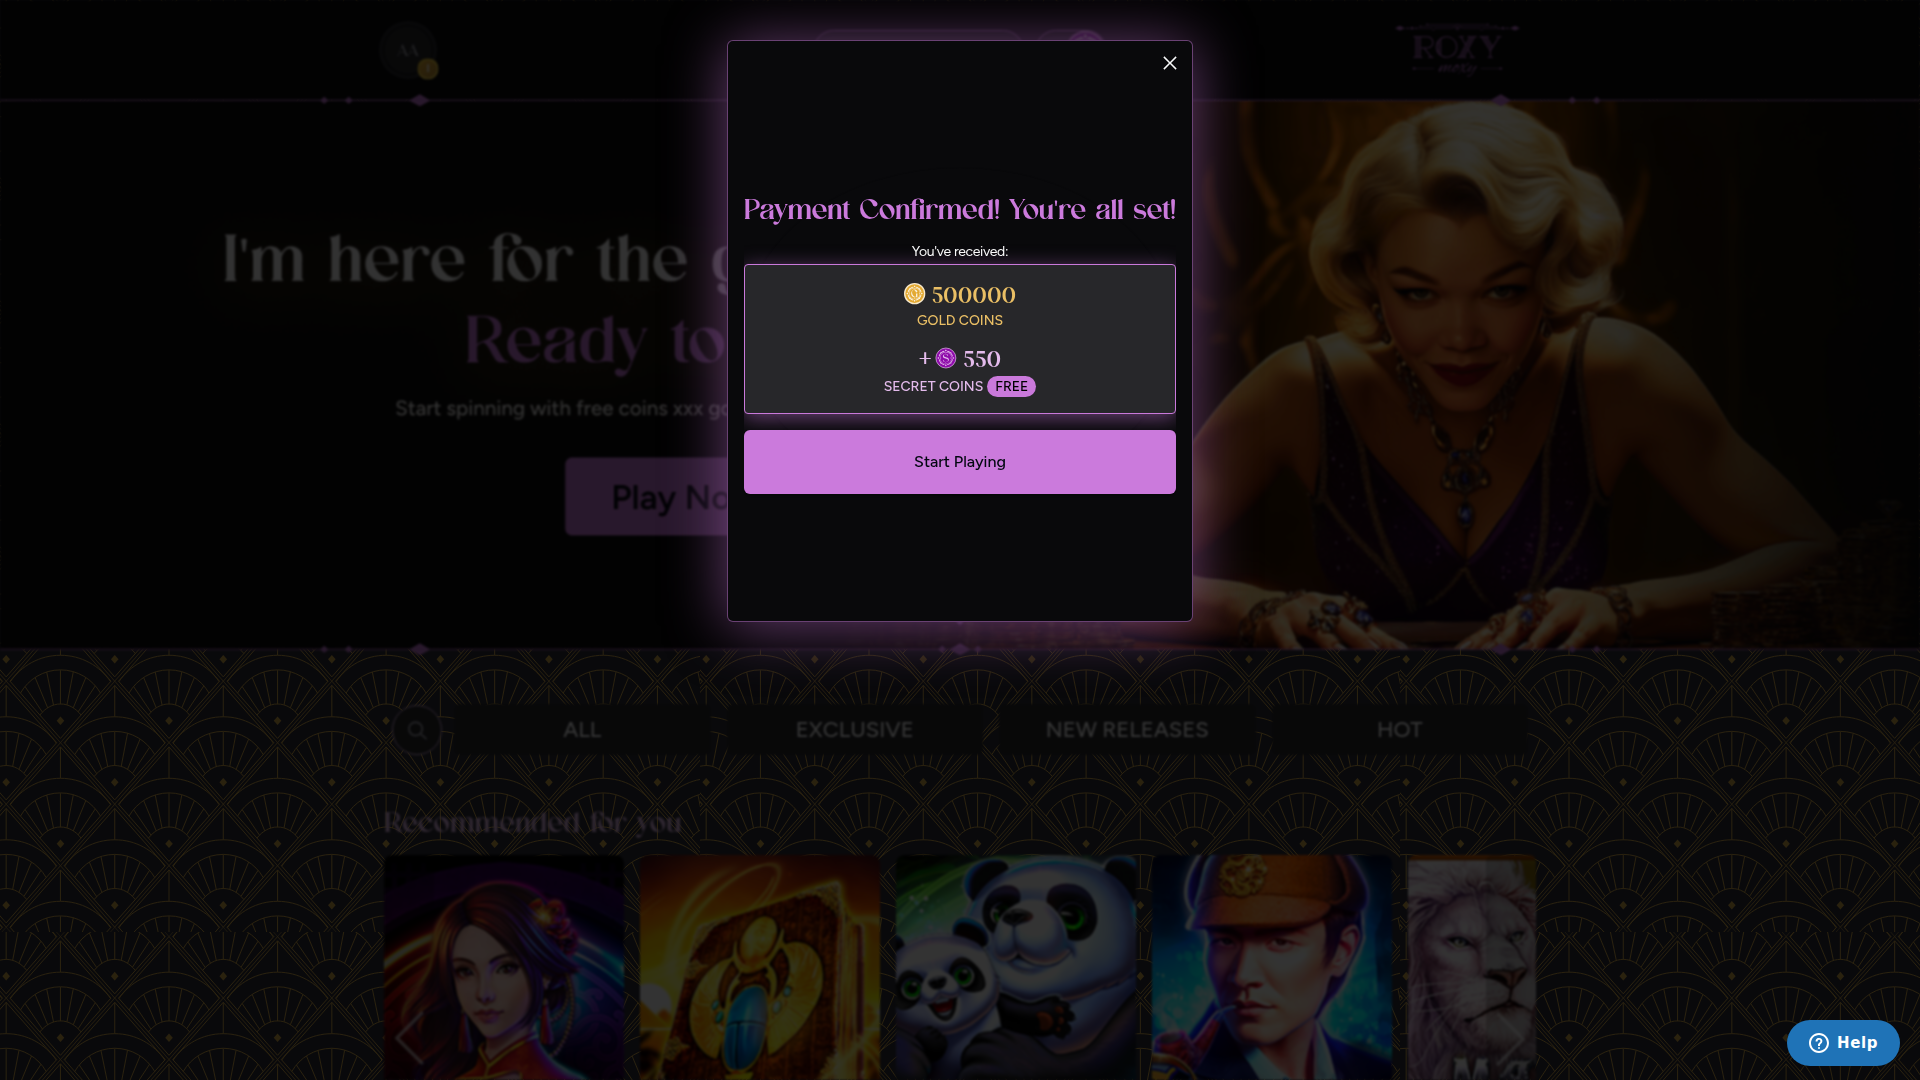 AA
ROXY
moxy
Payment Confirmed! You're all set!
You've received:
500000
GOLD COINS
+ 550
SECRET COINS FREE
Start Playing
I'm here for the g
Ready to
Start spinning with free coins xxx go
Play No
ALL
EXCLUSIVE
NEW RELEASES
HOT
Recommended for you
Help